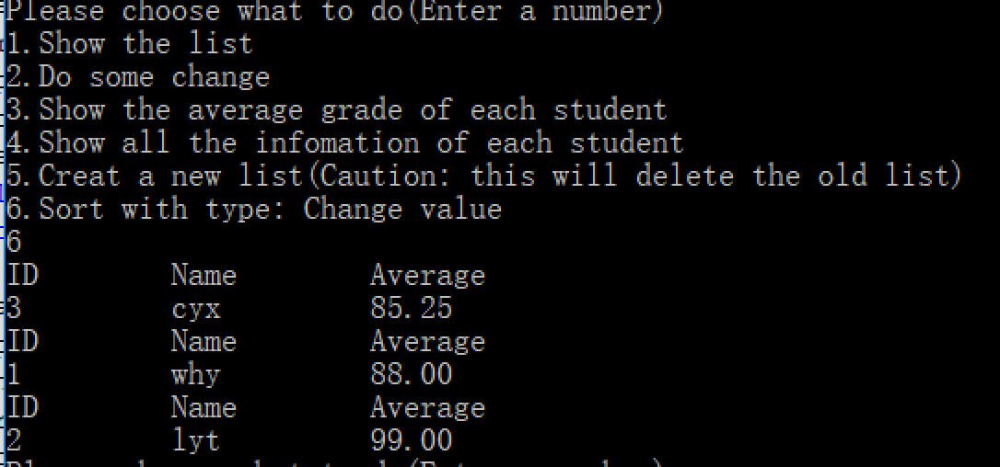 Please choose what to do(Enter a number)
1.Show the list
2.Do some change
3.Show the average grade of each student
4.Show all the infomation of each student
5.Creat a new list(Caution: this will delete the old list)
6.Sort with type: Change value
6
ID Name Average
3 cyx 85.25
ID Name Average
1 why 88.00
ID Name Average
2 lyt 99.00